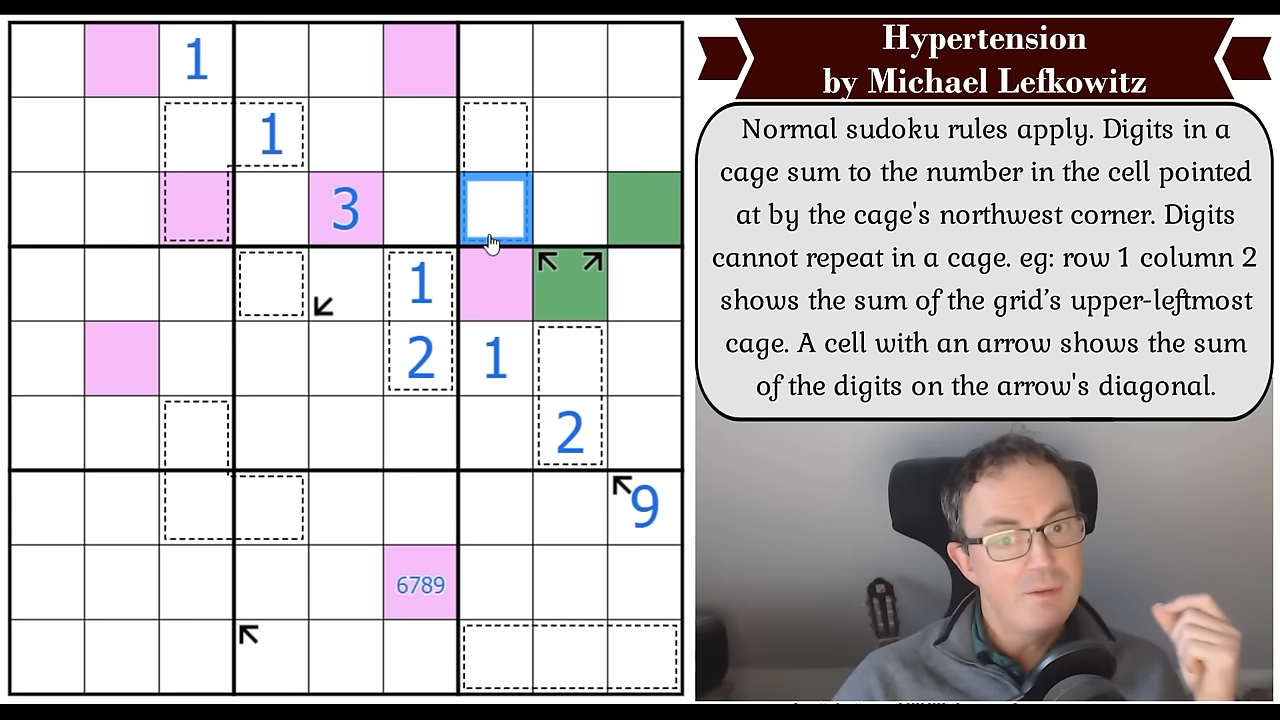 Hypertension
by Michael Lefkowitz
Normal sudoku rules apply. Digits in a
cage sum to the number in the cell pointed
at by the cage's northwest corner. Digits
cannot repeat in a cage. eg: row 1 column 2
shows the sum of the grid’s upper-leftmost
cage. A cell with an arrow shows the sum
of the digits on the arrow's diagonal.
1
1
3
1
2 1
2
9
6789